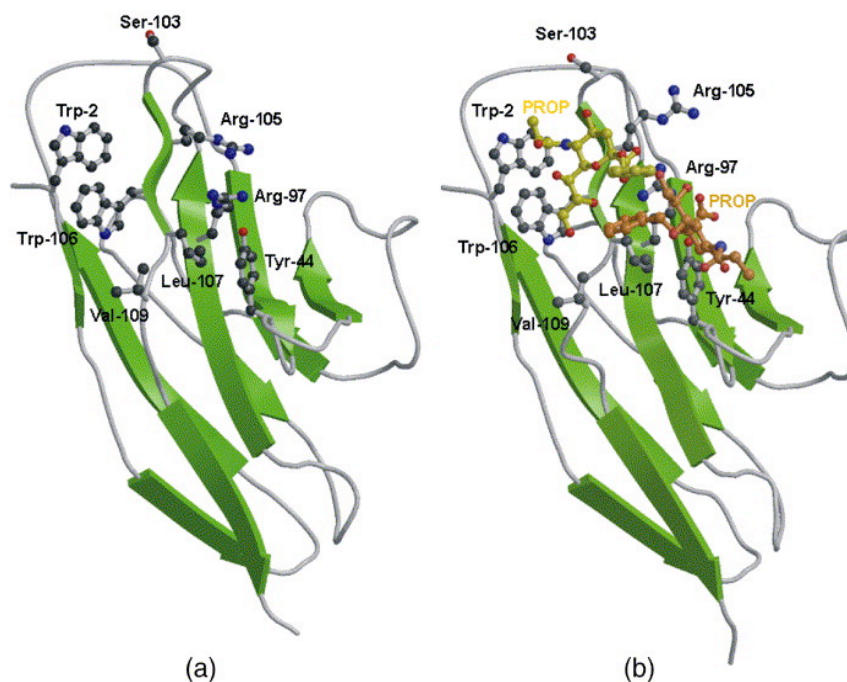 Ser-103
Trp-2
Arg-105
Arg-97
Trp-106
Tyr-44
Leu-107
Val-109
(a)
Ser-103
Trp-2
PROP
Arg-105
Arg-97
PROP
Trp-106
Leu-107
Tyr-44
Val-109
(b)